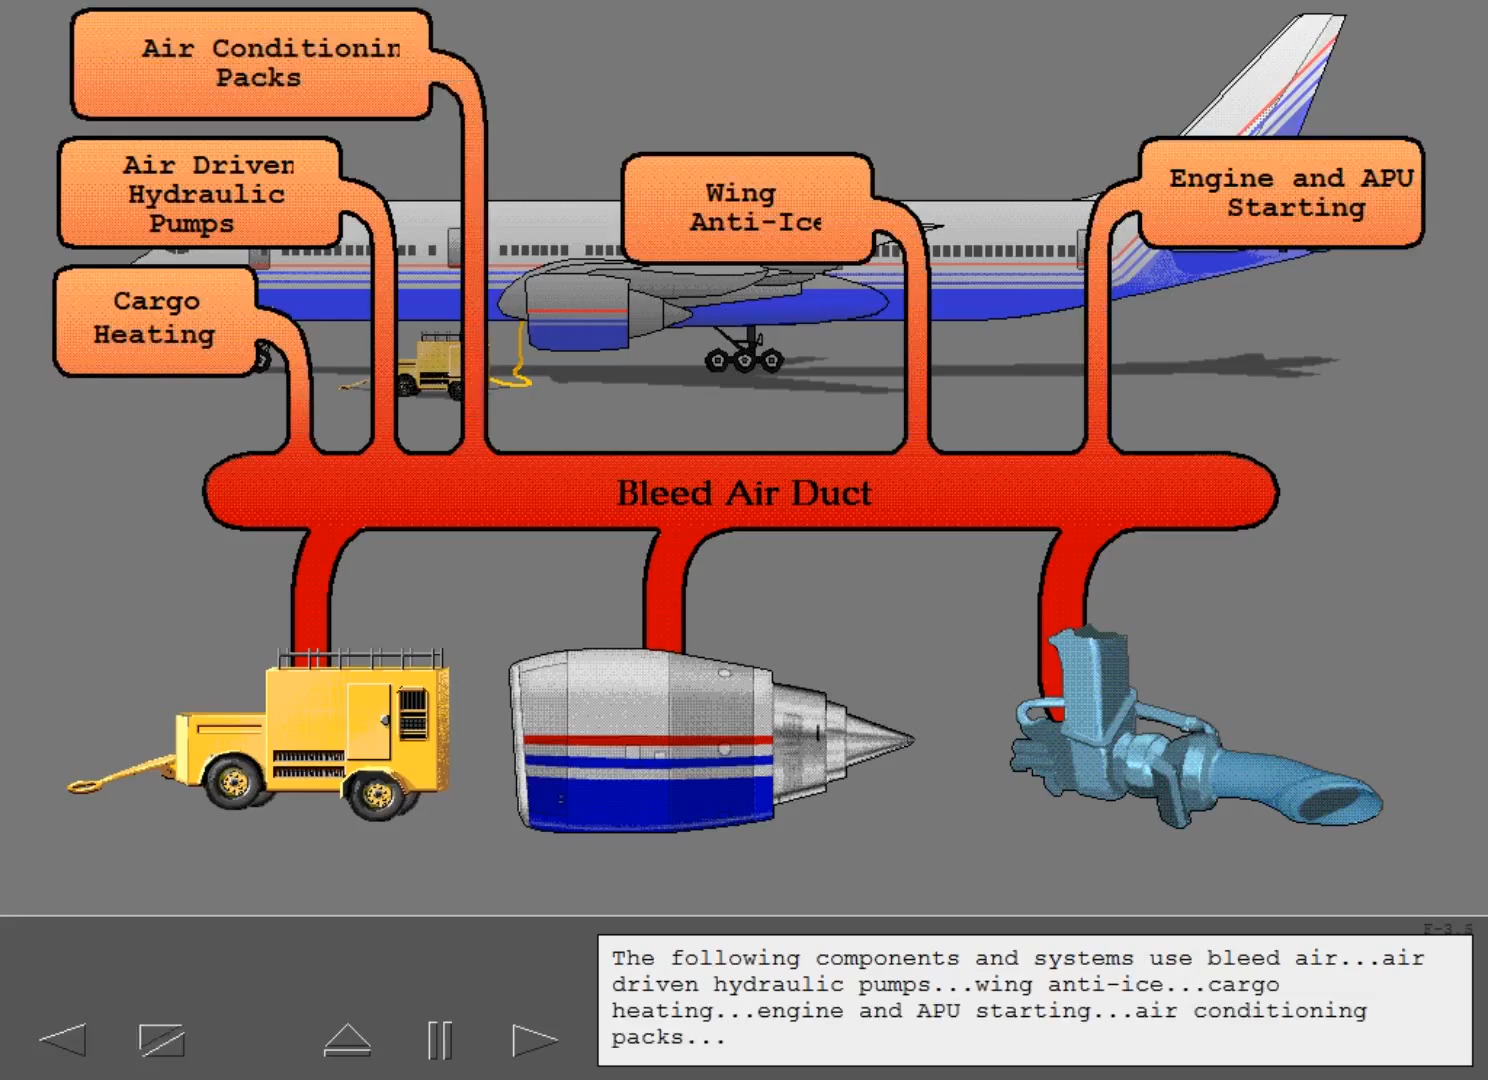 Air Conditionin
Packs
Air Driven
Hydraulic
Pumps
Wing
Anti-Ice
Engine and APU
Starting
Cargo
Heating
Bleed Air Duct
The following components and systems use bleed air...air
driven hydraulic pumps...wing anti-ice...cargo
heating...engine and APU starting...air conditioning
packs...